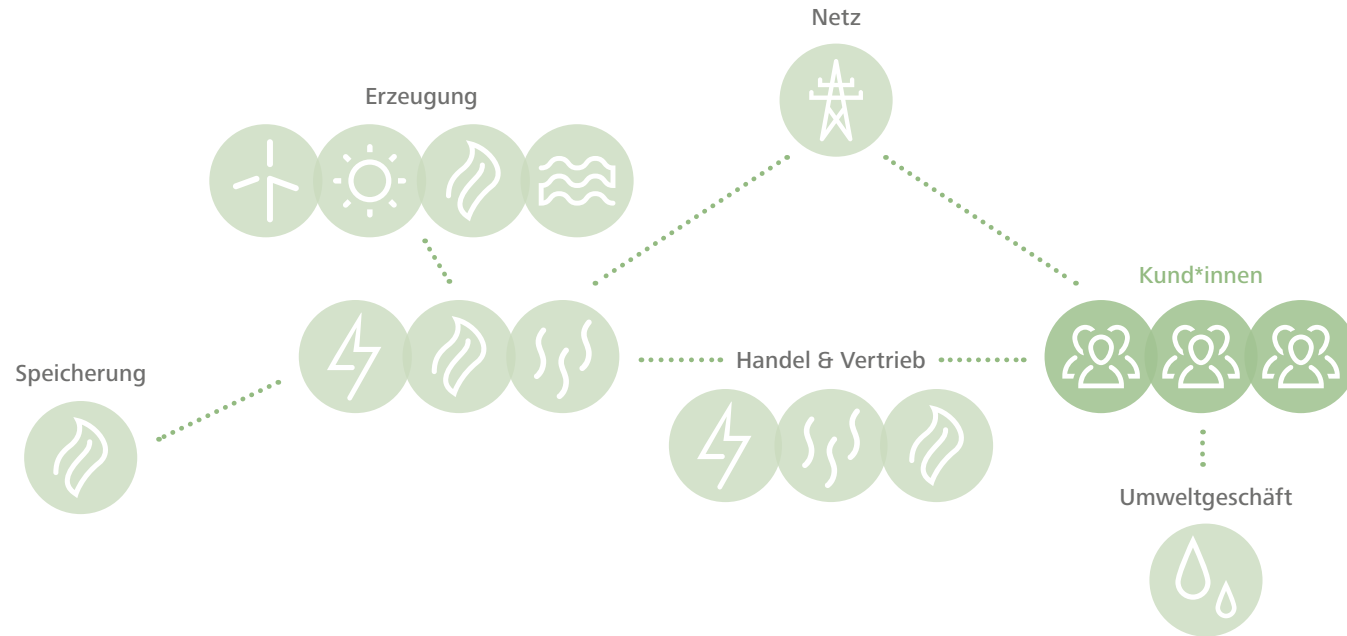 Netz
Erzeugung
Kund*innen
Handel & Vertrieb
Speicherung
Umweltgeschäft